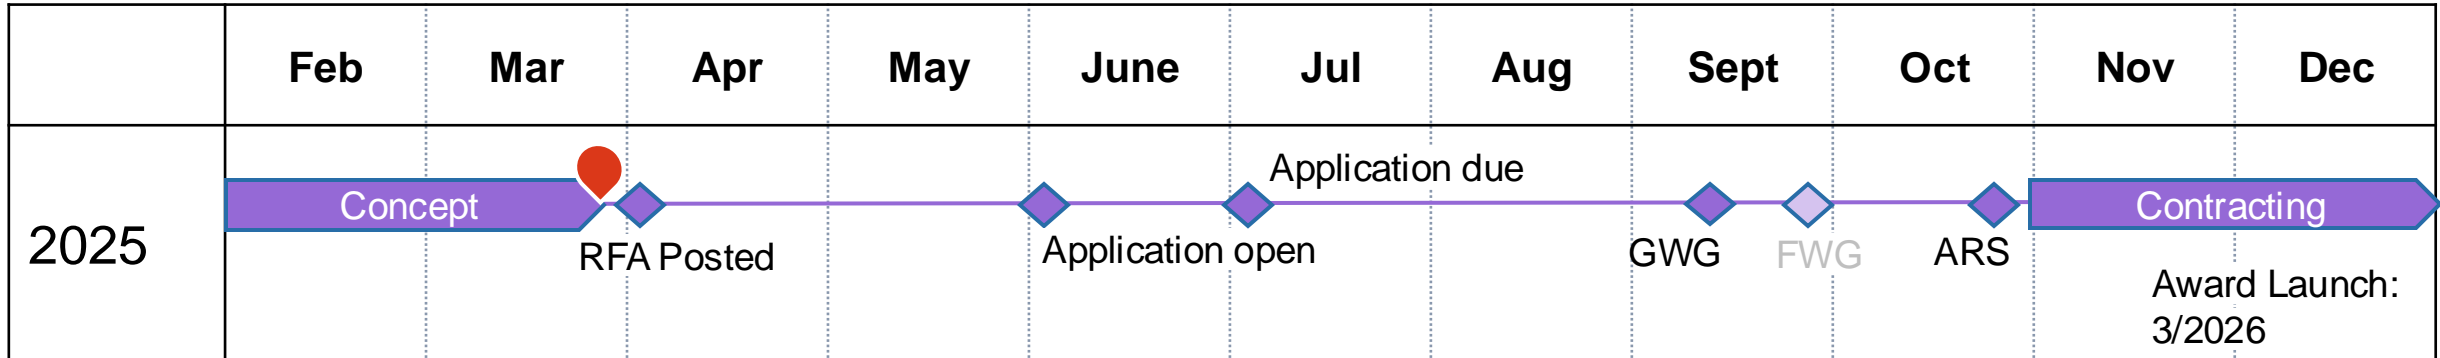 Feb Mar Apr May June Jul Aug Sept Oct Nov Dec
2025
Concept
RFA Posted
Application open
Application due
GWG
FWG
ARS
Contracting
Award Launch:
3/2026